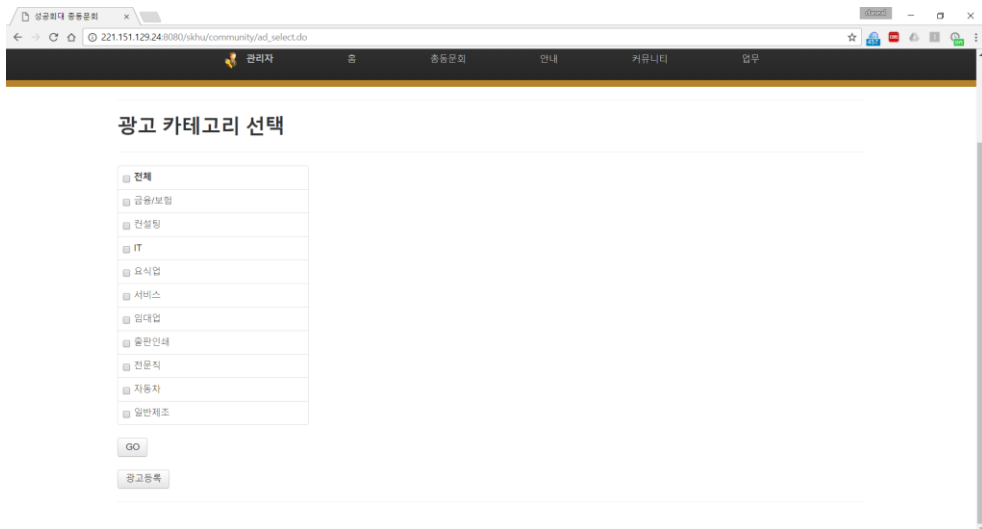 성공회대 총동문회
221.151.129.24:8080/skhu/community/ad_select.do
관리자 홈 총동문회 안내 커뮤니티 업무
광고 카테고리 선택
전체
금융/보험
컨설팅
IT
요식업
서비스
임대업
출판인쇄
전문직
자동차
일반제조
GO
광고등록